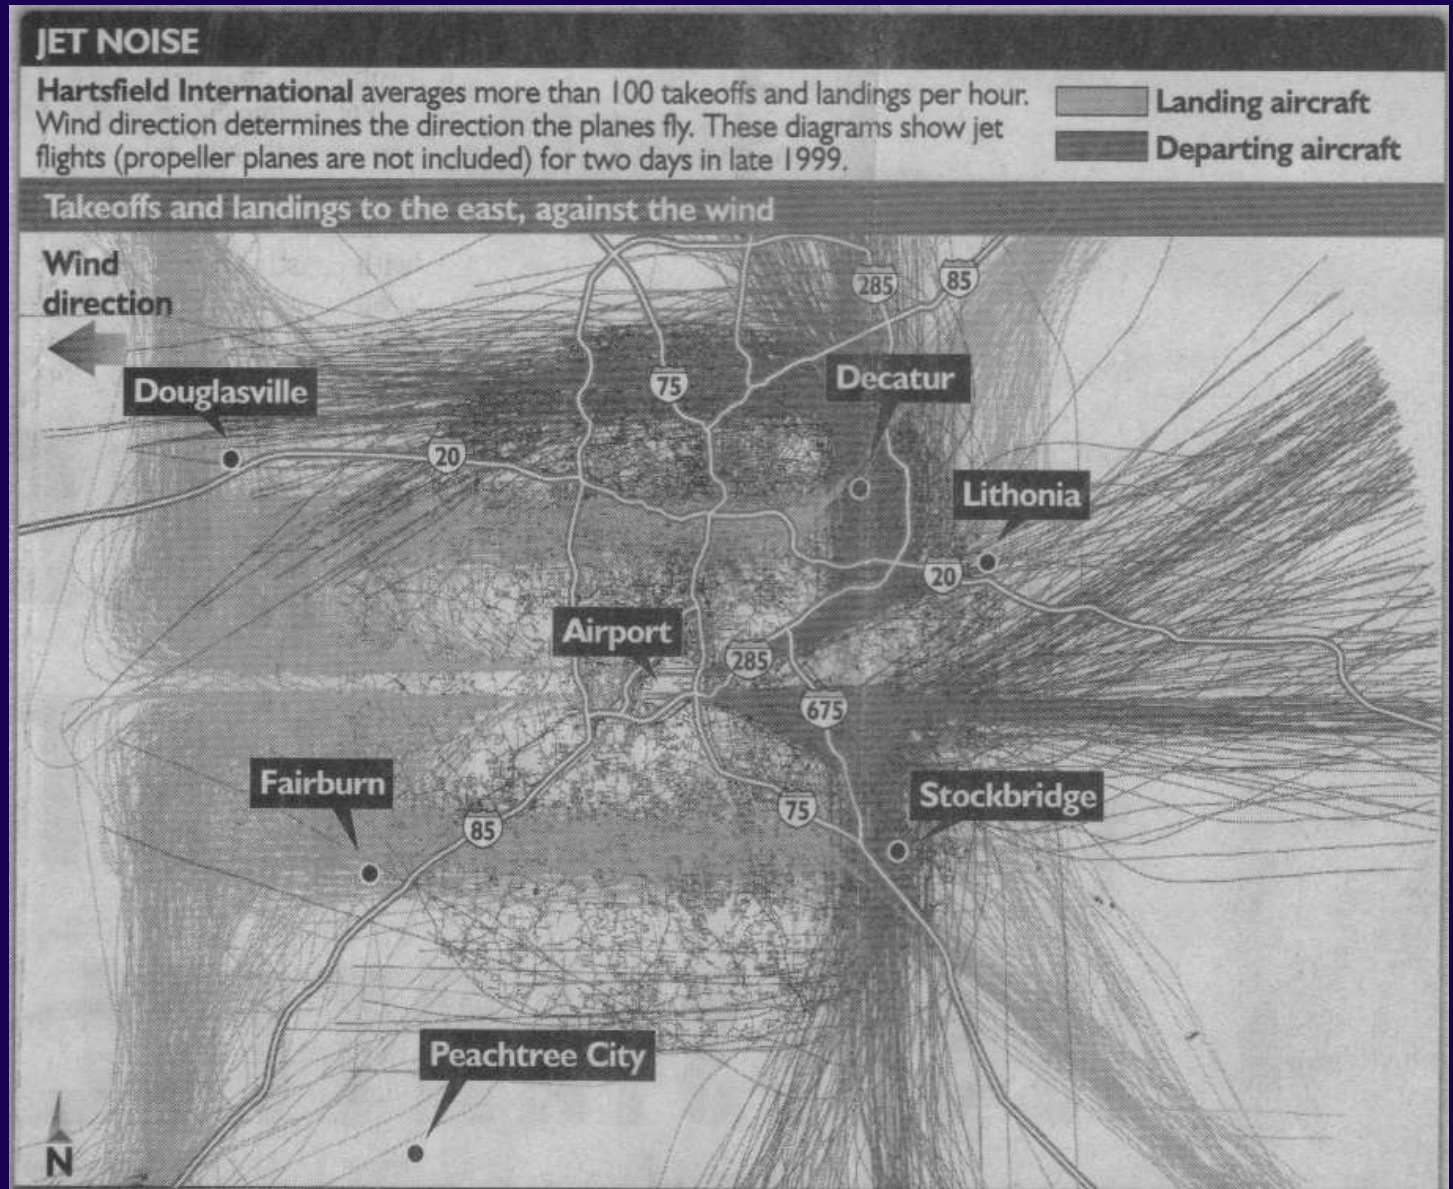 JET NOISE
Hartsfield International averages more than 100 takeoffs and landings per hour.
Wind direction determines the direction the planes fly. These diagrams show jet
flights (propeller planes are not included) for two days in late 1999.
Landing aircraft
Departing aircraft
Takeoffs and landings to the east, against the wind
Wind
direction
285
85
75
Douglasville
Decatur
20
Lithonia
20
Airport
285
675
Fairburn
Stockbridge
75
85
Peachtree City
N